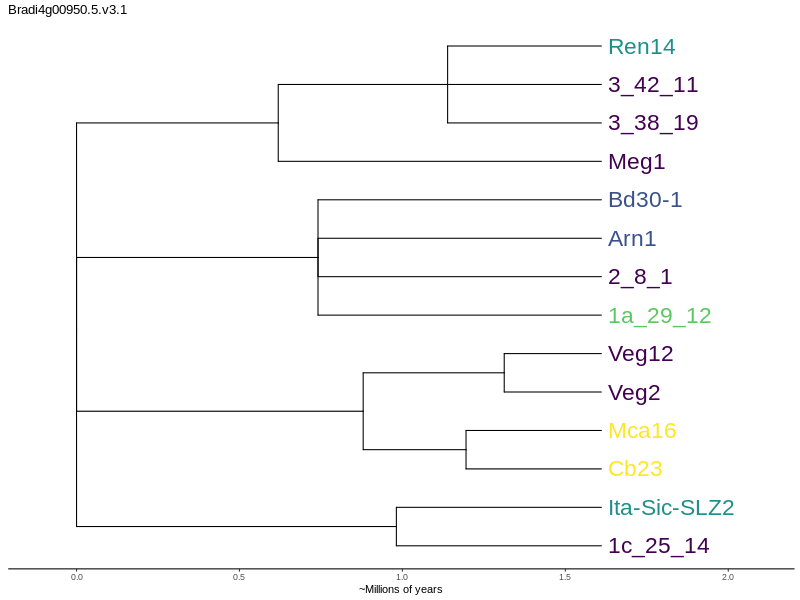 Bradi4g00950.5.v3.1
Ren14
3_42_11
3_38_19
Meg1
Bd30-1
Arn1
2_8_1
1a_29_12
Veg12
Veg2
Mca16
Cb23
Ita-Sic-SLZ2
1c_25_14
0.0 0.5 1.0 1.5 2.0
~Millions of years